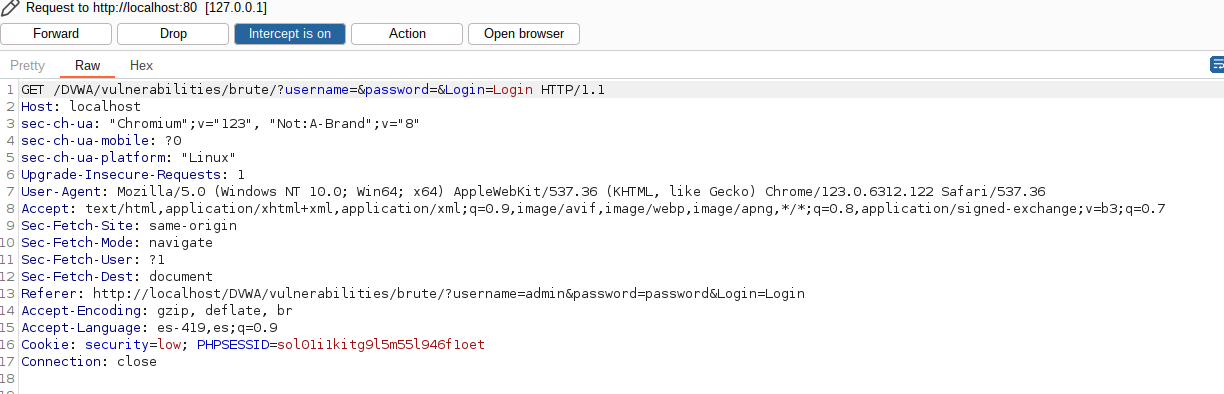 Request to http://localhost:80 [127.0.0.1]
Forward Drop Intercept is on Action Open browser
Pretty Raw Hex
1 GET /DVWA/vulnerabilities/brute/?username=&password=&Login=Login HTTP/1.1
2 Host: localhost
3 sec-ch-ua: "Chromium";v="123", "Not:A-Brand";v="8"
4 sec-ch-ua-mobile: ?0
5 sec-ch-ua-platform: "Linux"
6 Upgrade-Insecure-Requests: 1
7 User-Agent: Mozilla/5.0 (Windows NT 10.0; Win64; x64) AppleWebKit/537.36 (KHTML, like Gecko) Chrome/123.0.6312.122 Safari/537.36
8 Accept: text/html,application/xhtml+xml,application/xml;q=0.9,image/avif,image/webp,image/apng,*/*;q=0.8,application/signed-exchange;v=b3;q=0.7
9 Sec-Fetch-Site: same-origin
10 Sec-Fetch-Mode: navigate
11 Sec-Fetch-User: ?1
12 Sec-Fetch-Dest: document
13 Referer: http://localhost/DVWA/vulnerabilities/brute/?username=admin&password=password&Login=Login
14 Accept-Encoding: gzip, deflate, br
15 Accept-Language: es-419,es;q=0.9
16 Cookie: security=low; PHPSESSID=sol01i1kitg9l5m55l946f1oet
17 Connection: close
18